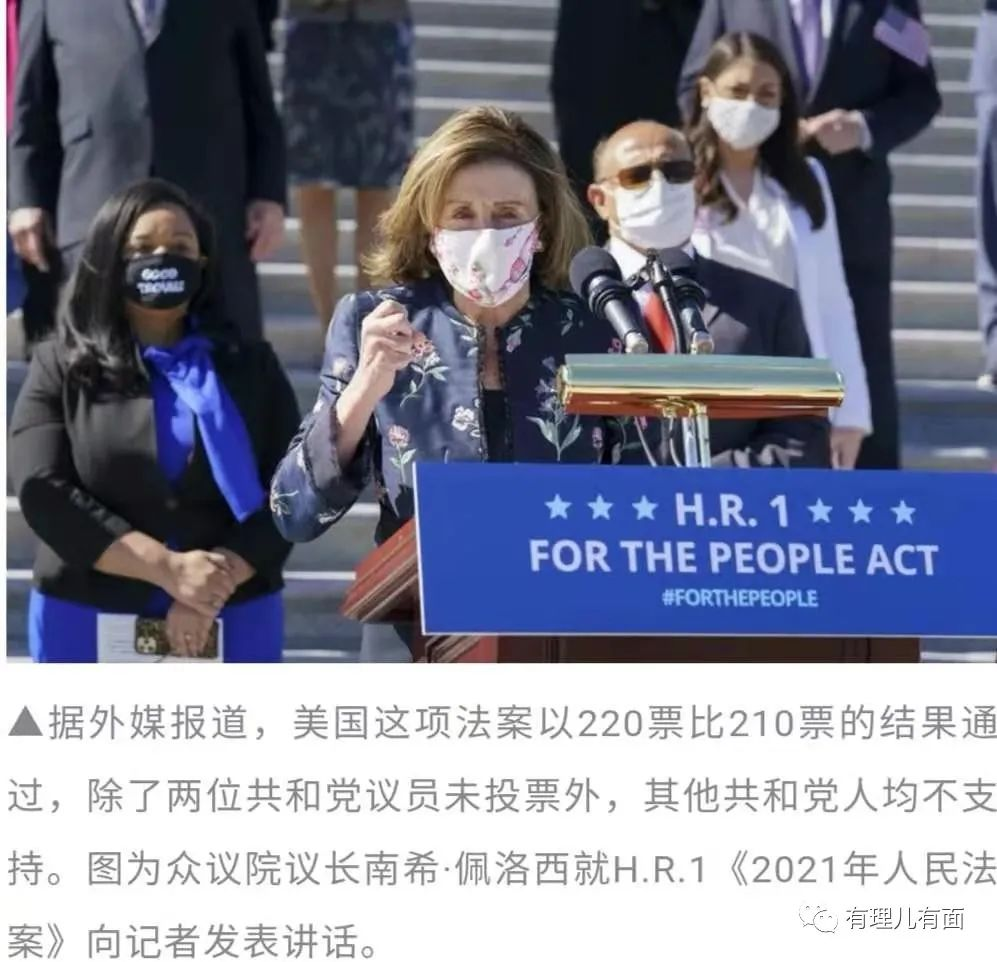 GOOD
TROUBLE
★ ★ ★ H.R. 1 ★ ★ ★
FOR THE PEOPLE ACT
#FORTHEPEOPLE
▲据外媒报道，美国这项法案以220票比210票的结果通
过，除了两位共和党议员未投票外，其他共和党人均不支
持。图为众议院议长南希·佩洛西就H.R.1《2021年人民法
案》向记者发表讲话。
有理儿有面